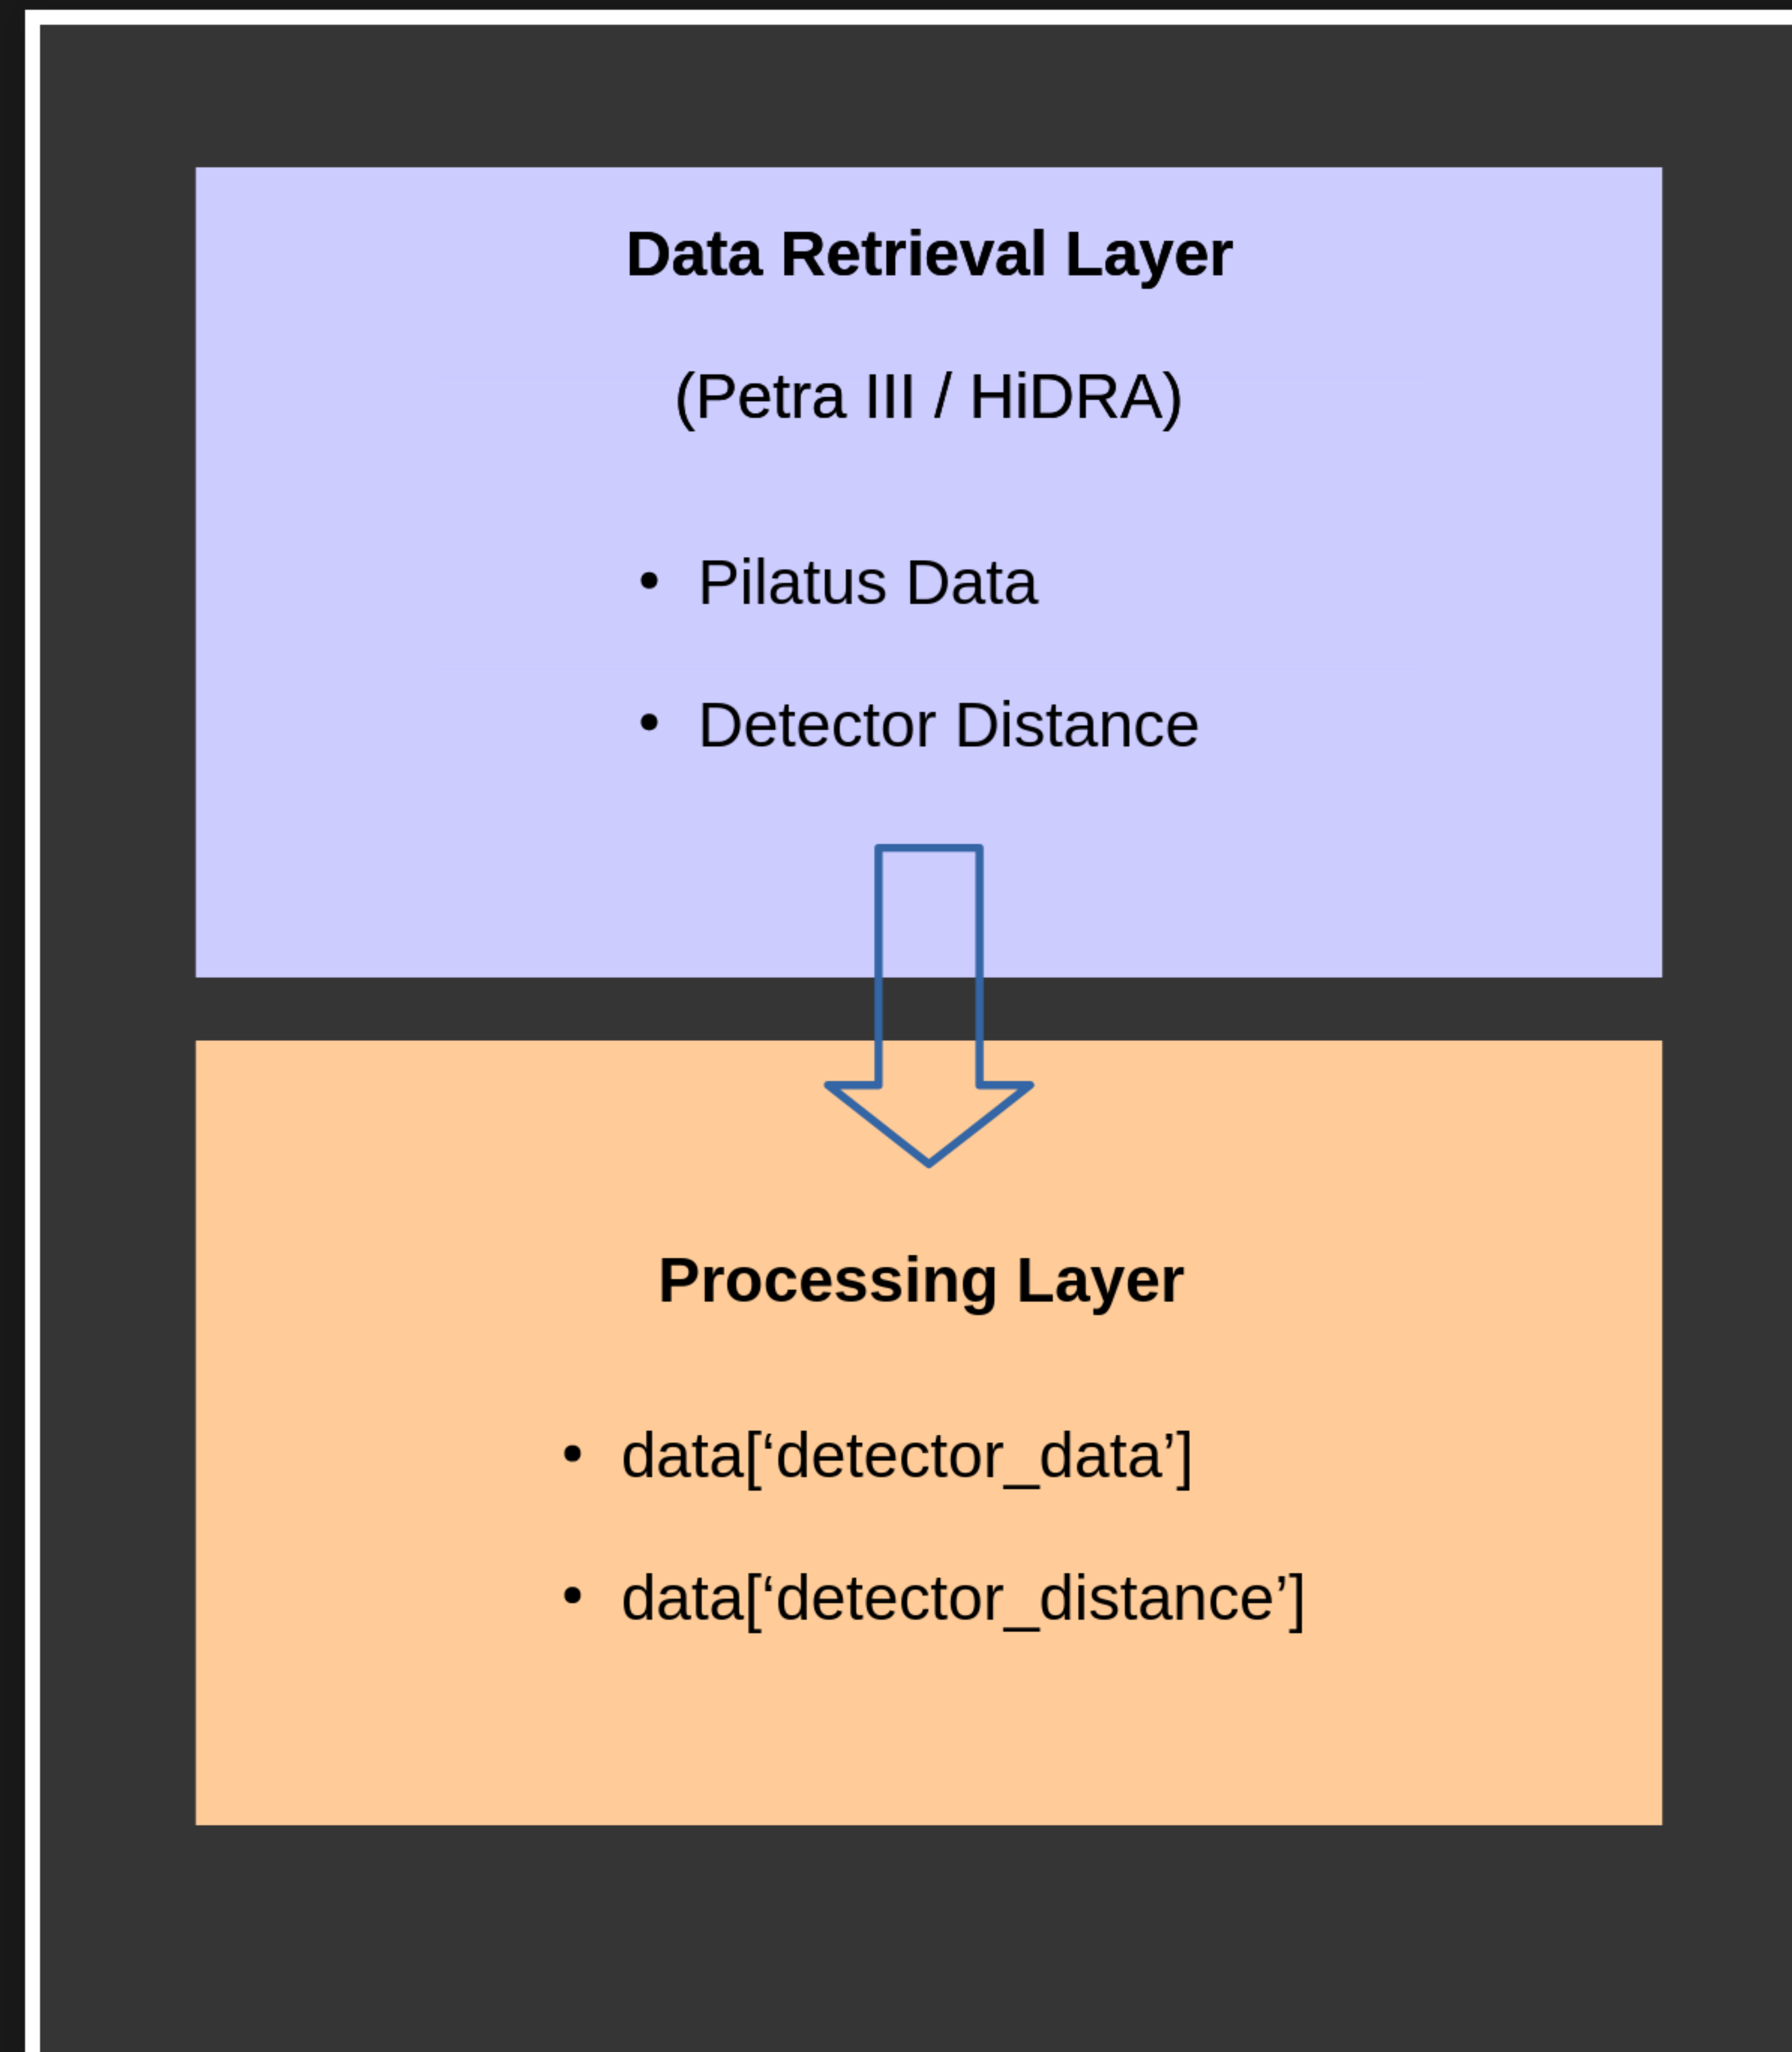 Data Retrieval Layer
(Petra III / HiDRA)
• Pilatus Data
• Detector Distance
Processing Layer
• data[‘detector_data’]
• data[‘detector_distance’]